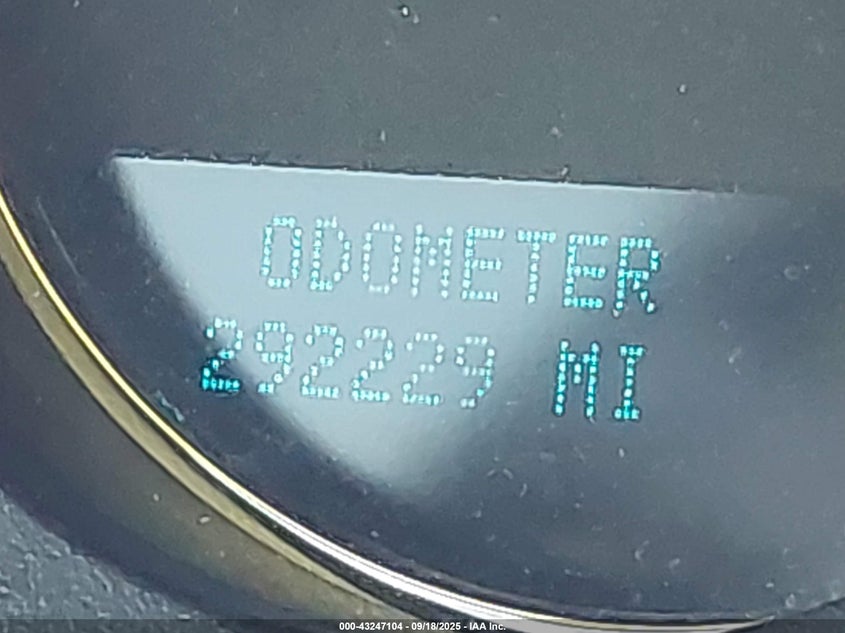 ODOMETER
292229 MI
000-43247104 - 09/18/2025 - IAA Inc.